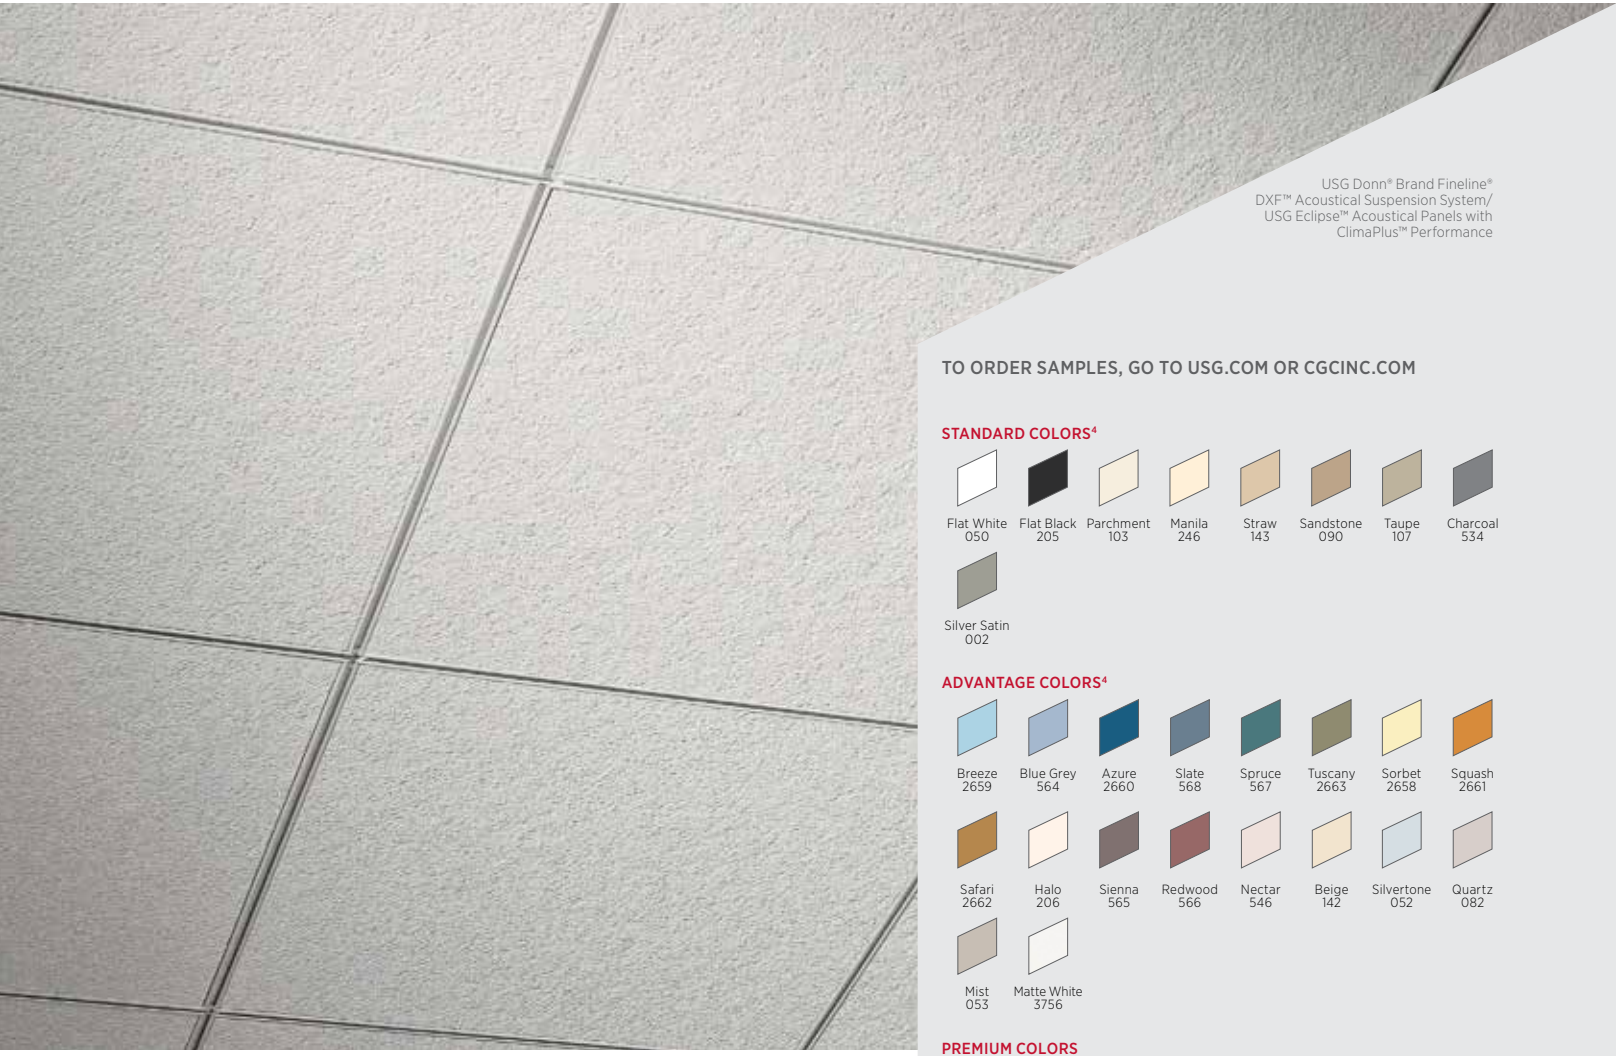 USG Donn® Brand Fineline®
DXF™ Acoustical Suspension System/
USG Eclipse™ Acoustical Panels with
ClimaPlus™ Performance
TO ORDER SAMPLES, GO TO USG.COM OR CGCINC.COM
STANDARD COLORS⁴
Flat White Flat Black Parchment Manila Straw Sandstone Taupe Charcoal
050 205 103 246 143 090 107 534
Silver Satin
002
ADVANTAGE COLORS⁴
Breeze Blue Grey Azure Slate Spruce Tuscany Sorbet Squash
2659 564 2660 568 567 2663 2658 2661
Safari Halo Sienna Redwood Nectar Beige Silvertone Quartz
2662 206 565 566 546 142 052 082
Mist Matte White
053 3756
PREMIUM COLORS